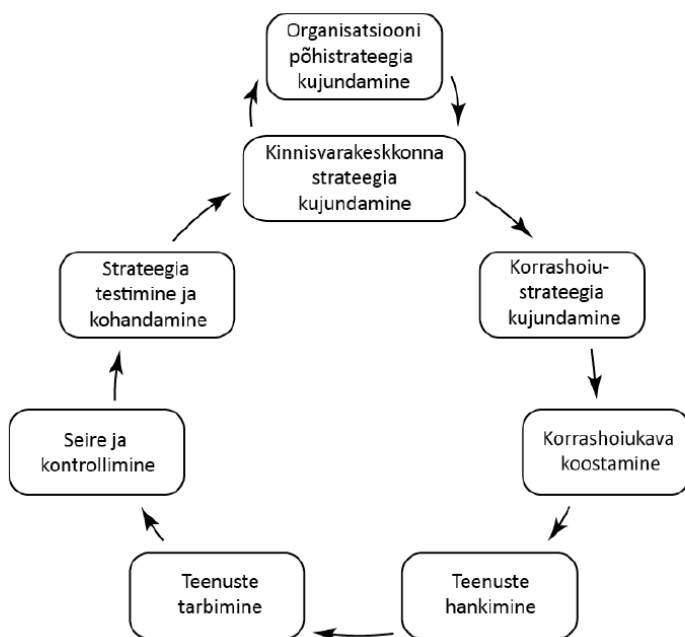 Organisatsiooni
põhistrateegia
kujundamine
Kinnisvarakeskkonna
strateegia
kujundamine
Korrashoiu-
strateegia
kujundamine
Korrashoiukava
koostamine
Teenuste
hankimine
Teenuste
tarbimine
Seire ja
kontrollimine
Strateegia
testimine ja
kohandamine